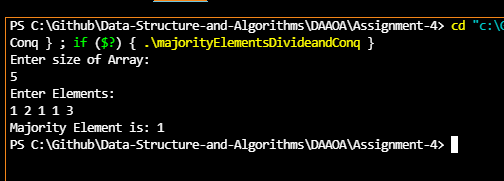 PS C:\Github\Data-Structure-and-Algorithms\DAAOA\Assignment-4> cd "c:\
Conq } ; if ($?) { .\majorityElementsDivideandConq }
Enter size of Array:
5
Enter Elements:
1 2 1 1 3
Majority Element is: 1
PS C:\Github\Data-Structure-and-Algorithms\DAAOA\Assignment-4>